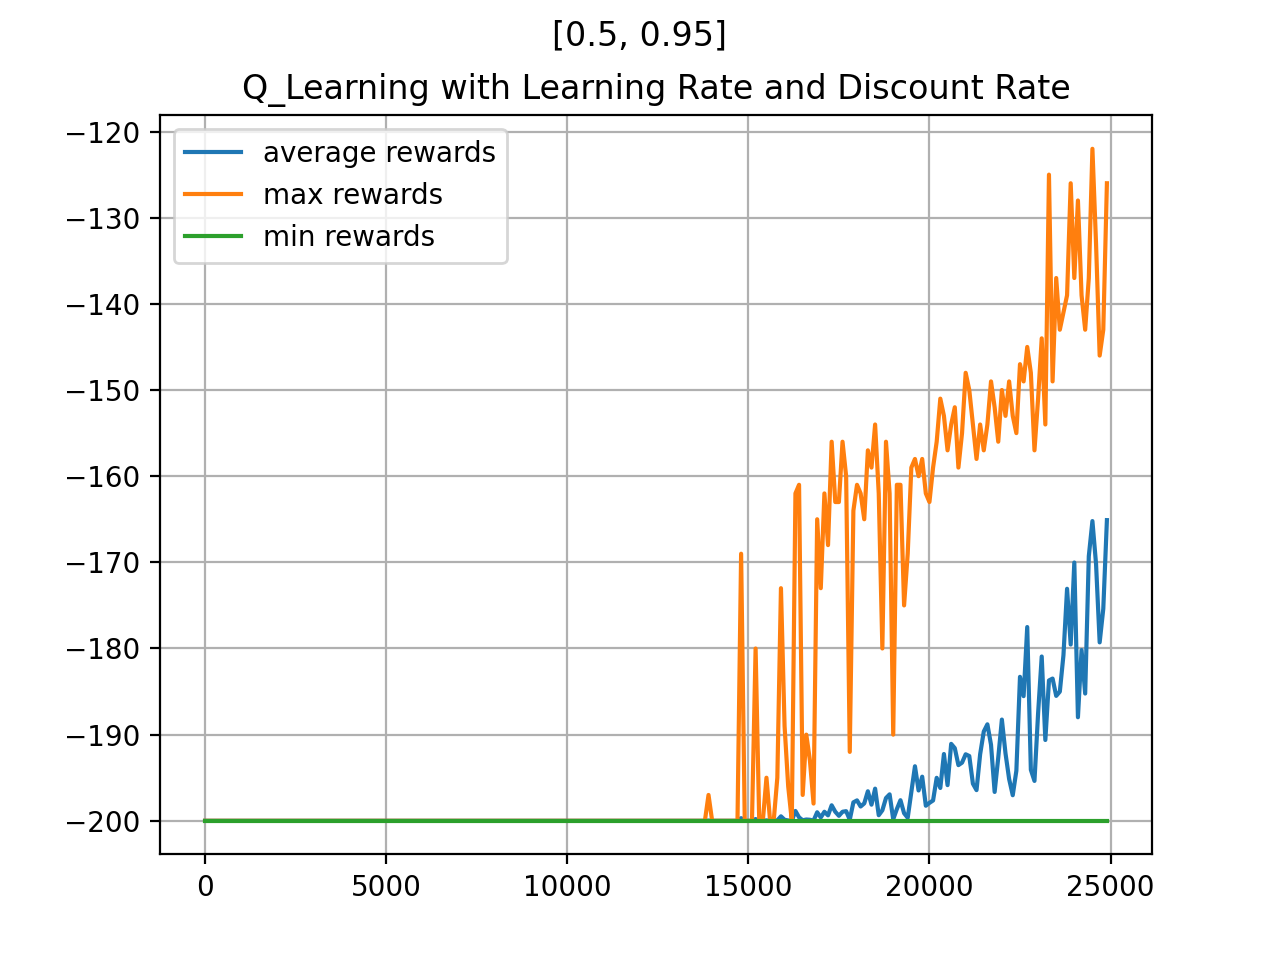 [0.5, 0.95]
Q_Learning with Learning Rate and Discount Rate
average rewards
max rewards
min rewards
−120
−130
−140
−150
−160
−170
−180
−190
−200
0 5000 10000 15000 20000 25000